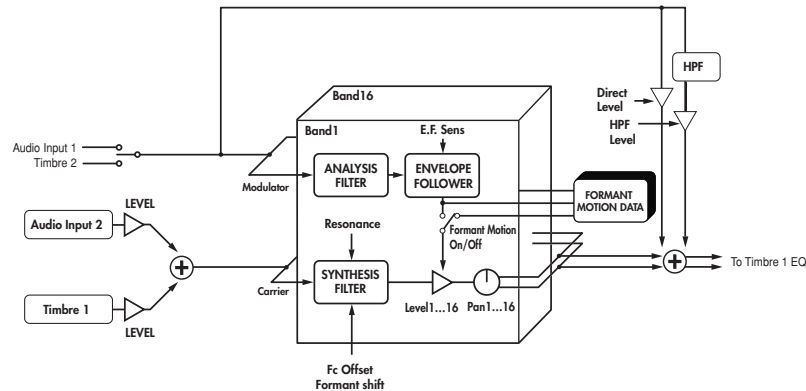 Band16
HPF
Direct
Level
HPF
Level
Band1
E.F. Sens
Audio Input 1
Timbre 2
Modulator
ANALYSIS
FILTER
ENVELOPE
FOLLOWER
FORMANT
MOTION DATA
LEVEL
Audio Input 2
Resonance
Formant Motion
On/Off
+
+
To Timbre 1 EQ
Carrier
SYNTHESIS
FILTER
Timbre 1
LEVEL
Level1...16
Pan1...16
Fc Offset
Formant shift